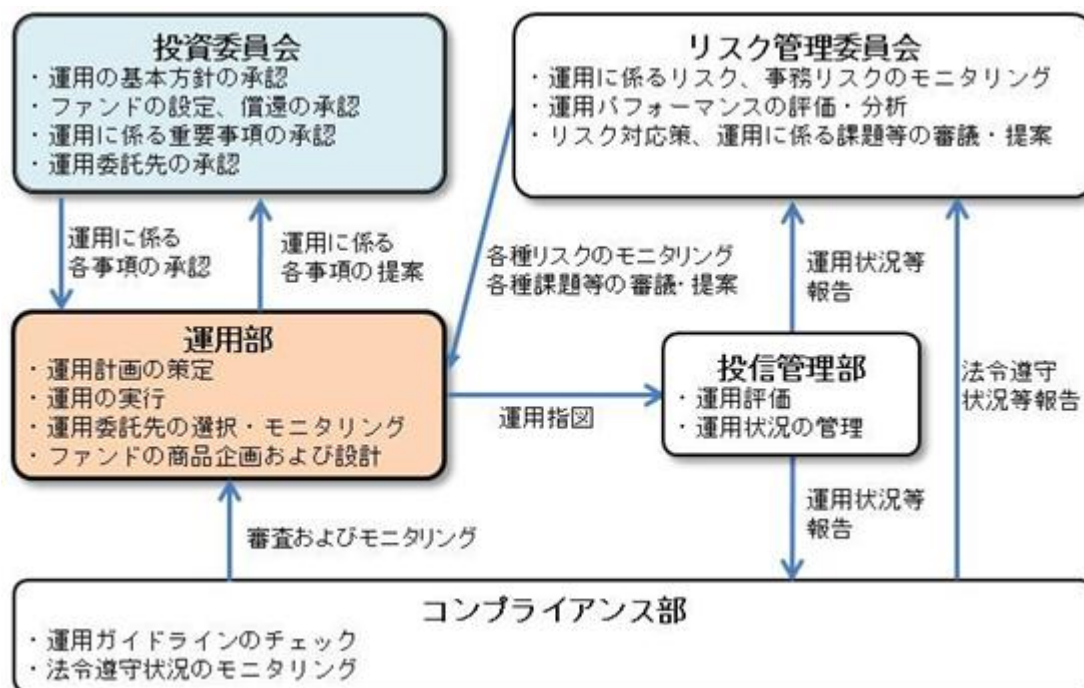 投資委員会
・運用の基本方針の承認
・ファンドの設定、償還の承認
・運用に係る重要事項の承認
・運用委託先の承認
リスク管理委員会
・運用に係るリスク、事務リスクのモニタリング
・運用パフォーマンスの評価・分析
・リスク対応策、運用に係る課題等の審議・提案
運用に係る
各事項の承認
運用に係る
各事項の提案
各種リスクのモニタリング
各種課題等の審議・提案
運用状況等
報告
運用部
・運用計画の策定
・運用の実行
・運用委託先の選択・モニタリング
・ファンドの商品企画および設計
運用指図
投信管理部
・運用評価
・運用状況の管理
法令遵守
状況等報告
審査およびモニタリング
運用状況等
報告
コンプライアンス部
・運用ガイドラインのチェック
・法令遵守状況のモニタリング